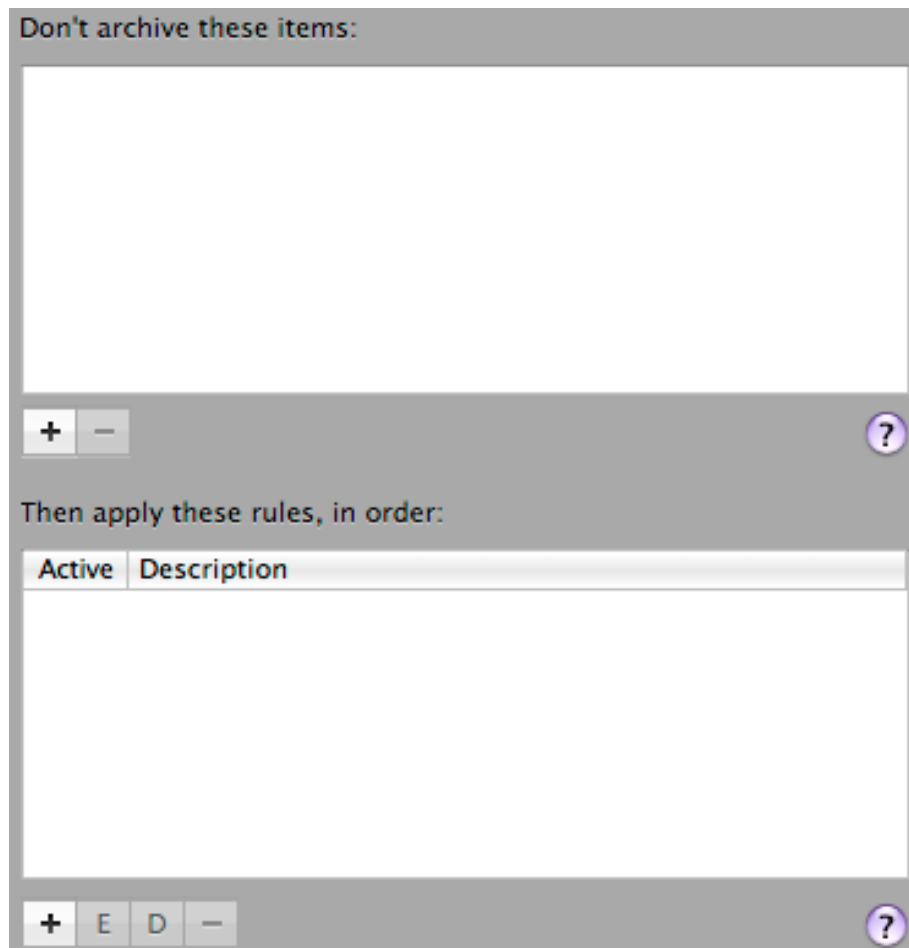 Don't archive these items:
+ −
?
Then apply these rules, in order:
Active Description
+ E D −
?